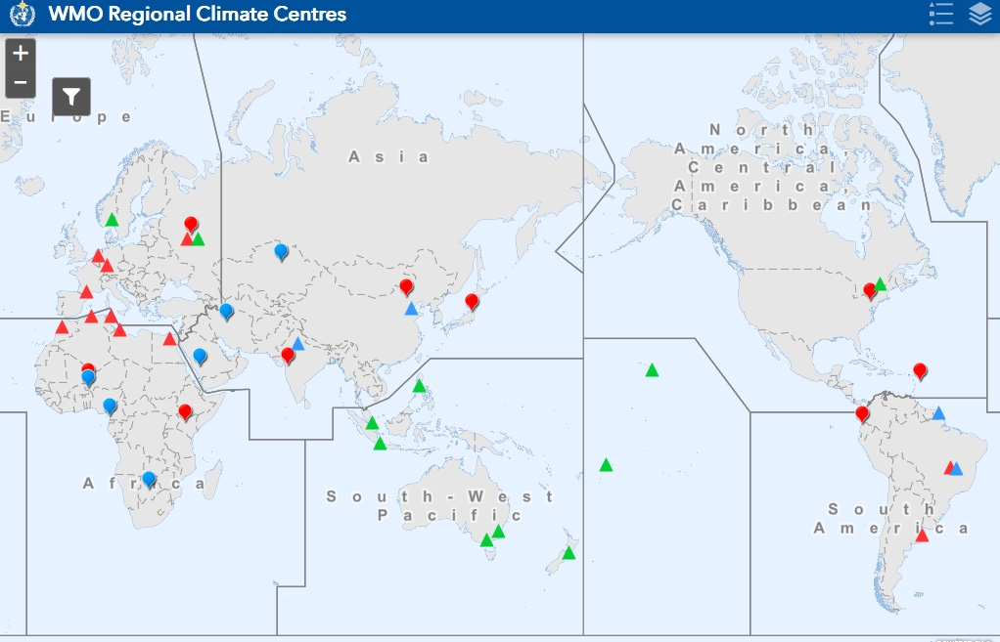 WMO Regional Climate Centres
+
−
Europe
Asia
North
America,
Central
America,
Caribbean
Africa
South-West
Pacific
South
America